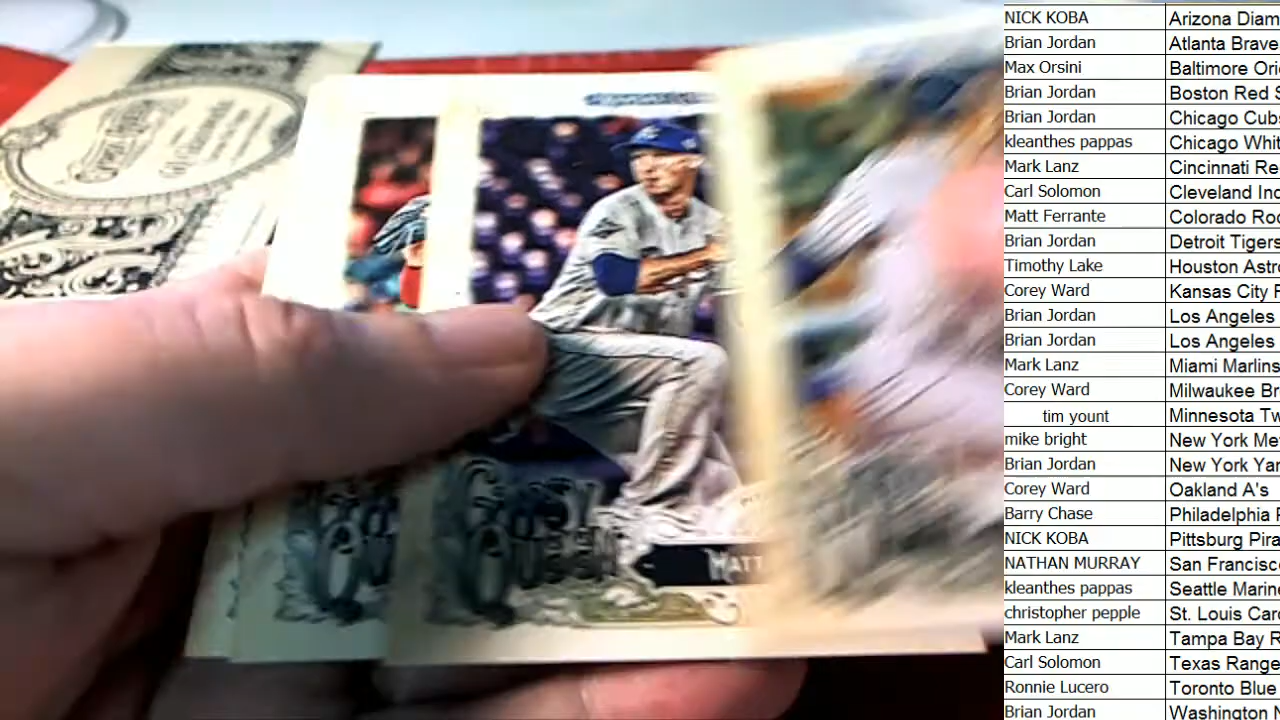 GYPSY
QUEEN
MATT
NICK KOBA Arizona Diam
Brian Jordan Atlanta Brave
Max Orsini Baltimore Ori
Brian Jordan Boston Red S
Brian Jordan Chicago Cubs
kleanthes pappas Chicago Whit
Mark Lanz Cincinnati Re
Carl Solomon Cleveland Ind
Matt Ferrante Colorado Roc
Brian Jordan Detroit Tigers
Timothy Lake Houston Astr
Corey Ward Kansas City
Brian Jordan Los Angeles
Brian Jordan Los Angeles
Mark Lanz Miami Marlins
Corey Ward Milwaukee Br
tim yount Minnesota Tw
mike bright New York Me
Brian Jordan New York Yan
Corey Ward Oakland A's
Barry Chase Philadelphia
NICK KOBA Pittsburg Pira
NATHAN MURRAY San Francisc
kleanthes pappas Seattle Marin
christopher pepple St. Louis Car
Mark Lanz Tampa Bay R
Carl Solomon Texas Range
Ronnie Lucero Toronto Blue
Brian Jordan Washington N